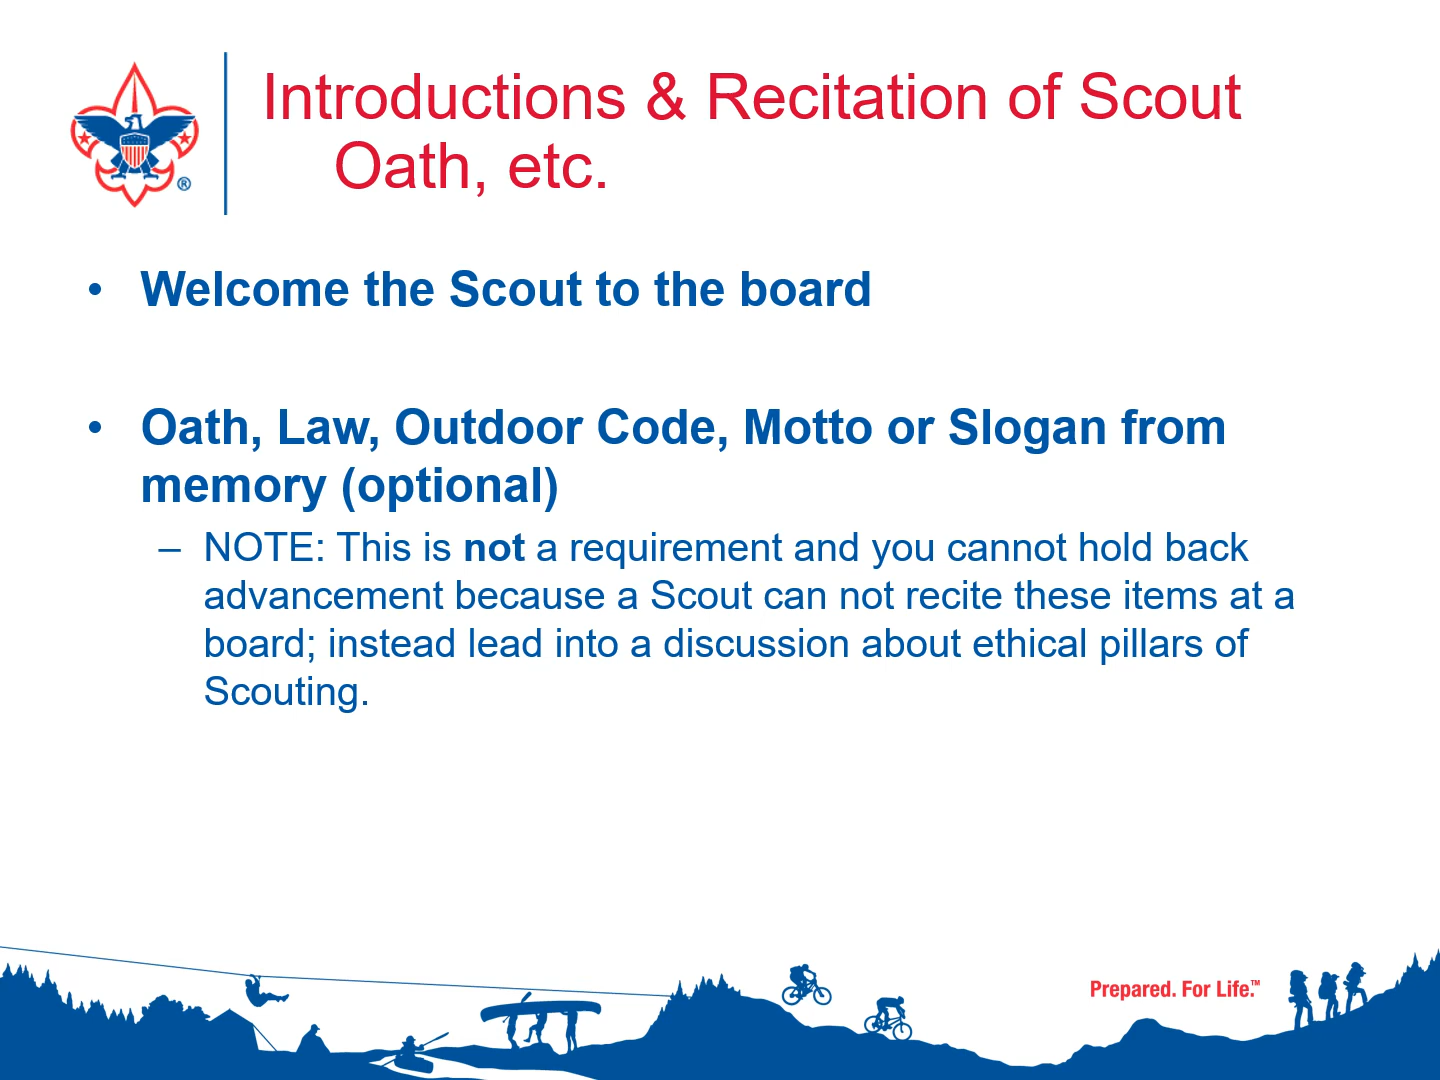 Introductions & Recitation of Scout
Oath, etc.
®
• Welcome the Scout to the board
• Oath, Law, Outdoor Code, Motto or Slogan from
memory (optional)
– NOTE: This is not a requirement and you cannot hold back
advancement because a Scout can not recite these items at a
board; instead lead into a discussion about ethical pillars of
Scouting.
Prepared. For Life.™